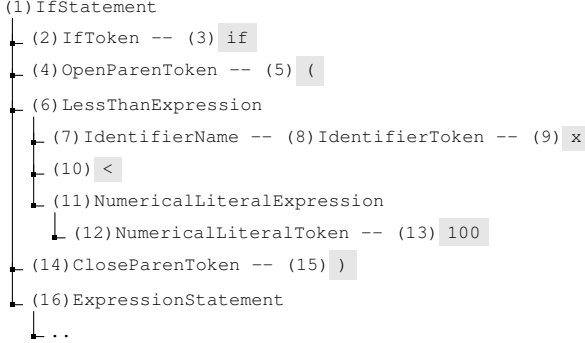 (1)IfStatement
(2)IfToken -- (3) if
(4)OpenParenToken -- (5) (
(6)LessThanExpression
(7)IdentifierName -- (8)IdentifierToken -- (9) x
(10) <
(11)NumericalLiteralExpression
(12)NumericalLiteralToken -- (13) 100
(14)CloseParenToken -- (15) )
(16)ExpressionStatement
..